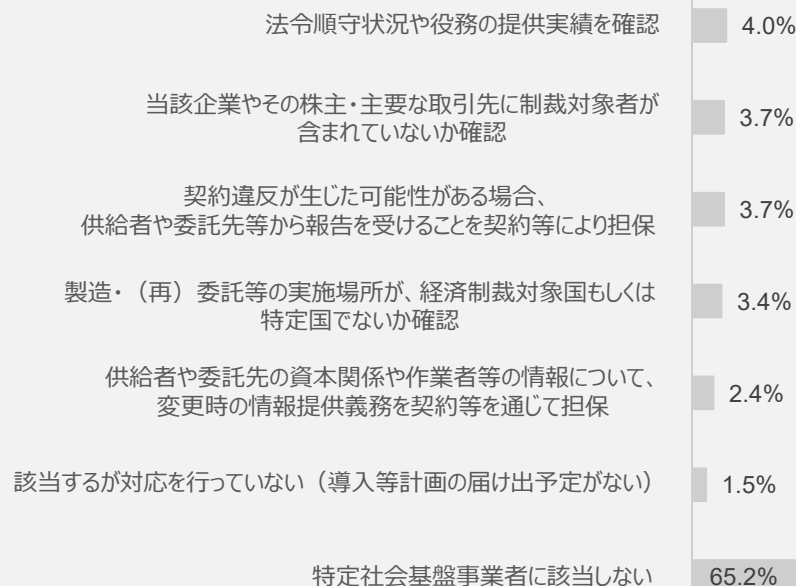 法令順守状況や役務の提供実績を確認
4.0%
当該企業やその株主・主要な取引先に制裁対象者が
含まれていないか確認
3.7%
契約違反が生じた可能性がある場合、
供給者や委託先等から報告を受けることを契約等により担保
3.7%
製造・（再）委託等の実施場所が、経済制裁対象国もしくは
特定国でないか確認
3.4%
供給者や委託先の資本関係や作業者等の情報について、
変更時の情報提供義務を契約等を通じて担保
2.4%
該当するが対応を行っていない（導入等計画の届け出予定がない）
1.5%
特定社会基盤事業者に該当しない
65.2%